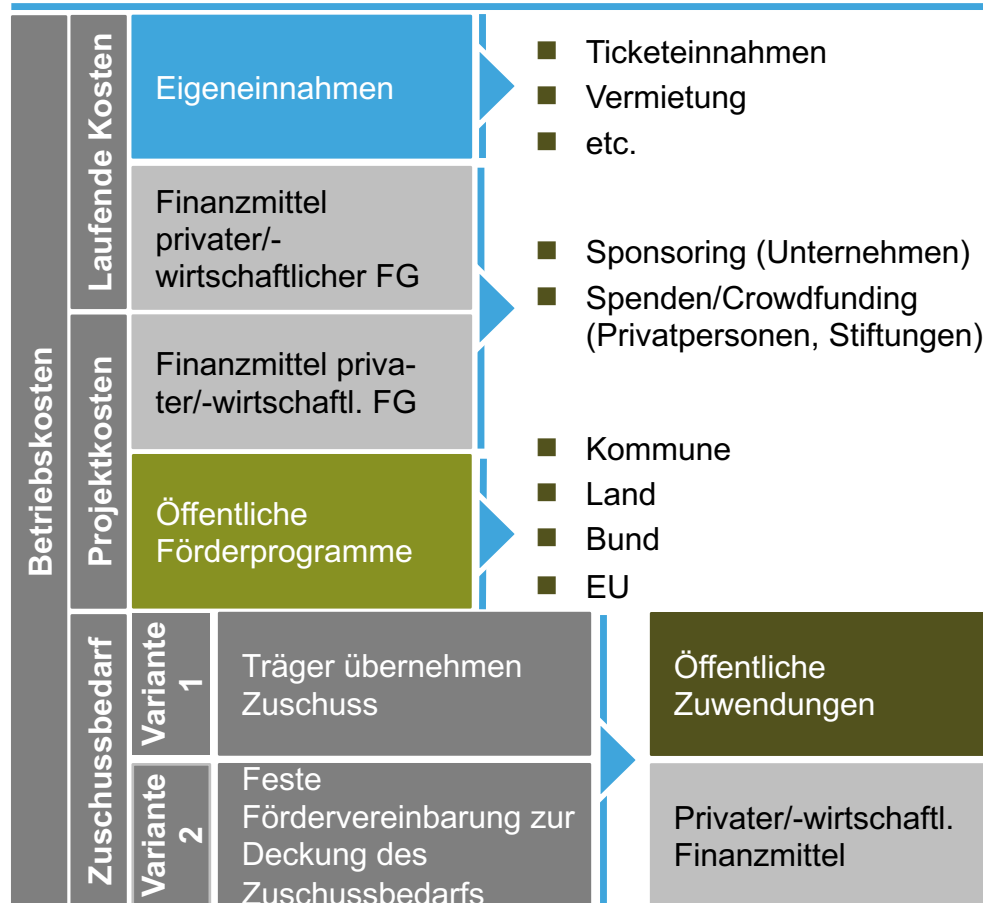 Betriebskosten
Laufende Kosten
Eigeneinnahmen
■ Ticketeinnahmen
■ Vermietung
■ etc.
Finanzmittel
privater/-
wirtschaftlicher FG
■ Sponsoring (Unternehmen)
■ Spenden/Crowdfunding
(Privatpersonen, Stiftungen)
Projektkosten
Finanzmittel priva-
ter/-wirtschaftl. FG
Öffentliche
Förderprogramme
■ Kommune
■ Land
■ Bund
■ EU
Zuschussbedarf
Variante
1
Träger übernehmen
Zuschuss
Variante
2
Feste
Fördervereinbarung zur
Deckung des
Zuschussbedarfs
Öffentliche
Zuwendungen
Privater/-wirtschaftl.
Finanzmittel